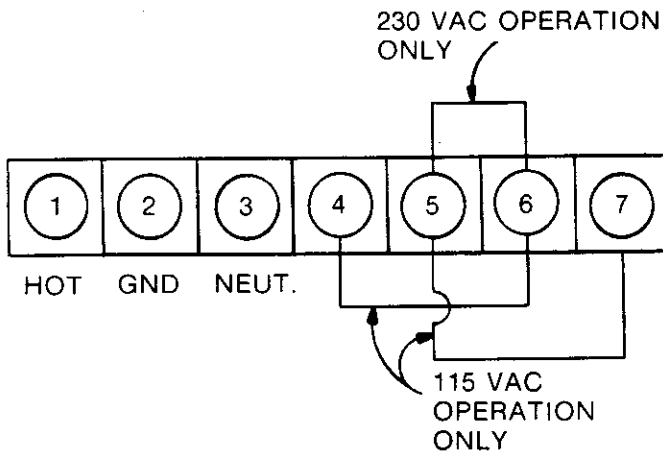 230 VAC OPERATION
ONLY
1 2 3 4 5 6 7
HOT GND NEUT.
115 VAC
OPERATION
ONLY